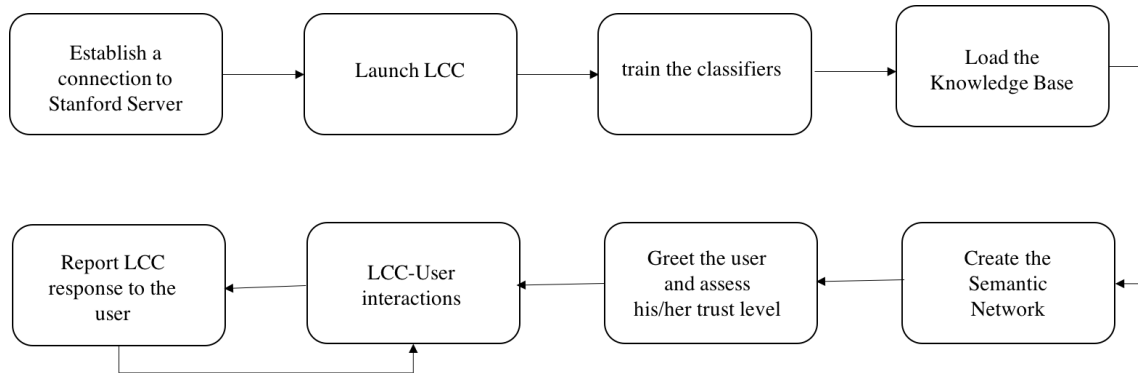 Establish a
connection to
Stanford Server
Launch LCC
train the classifiers
Load the
Knowledge Base
Report LCC
response to the
user
LCC-User
interactions
Greet the user
and assess
his/her trust level
Create the
Semantic
Network